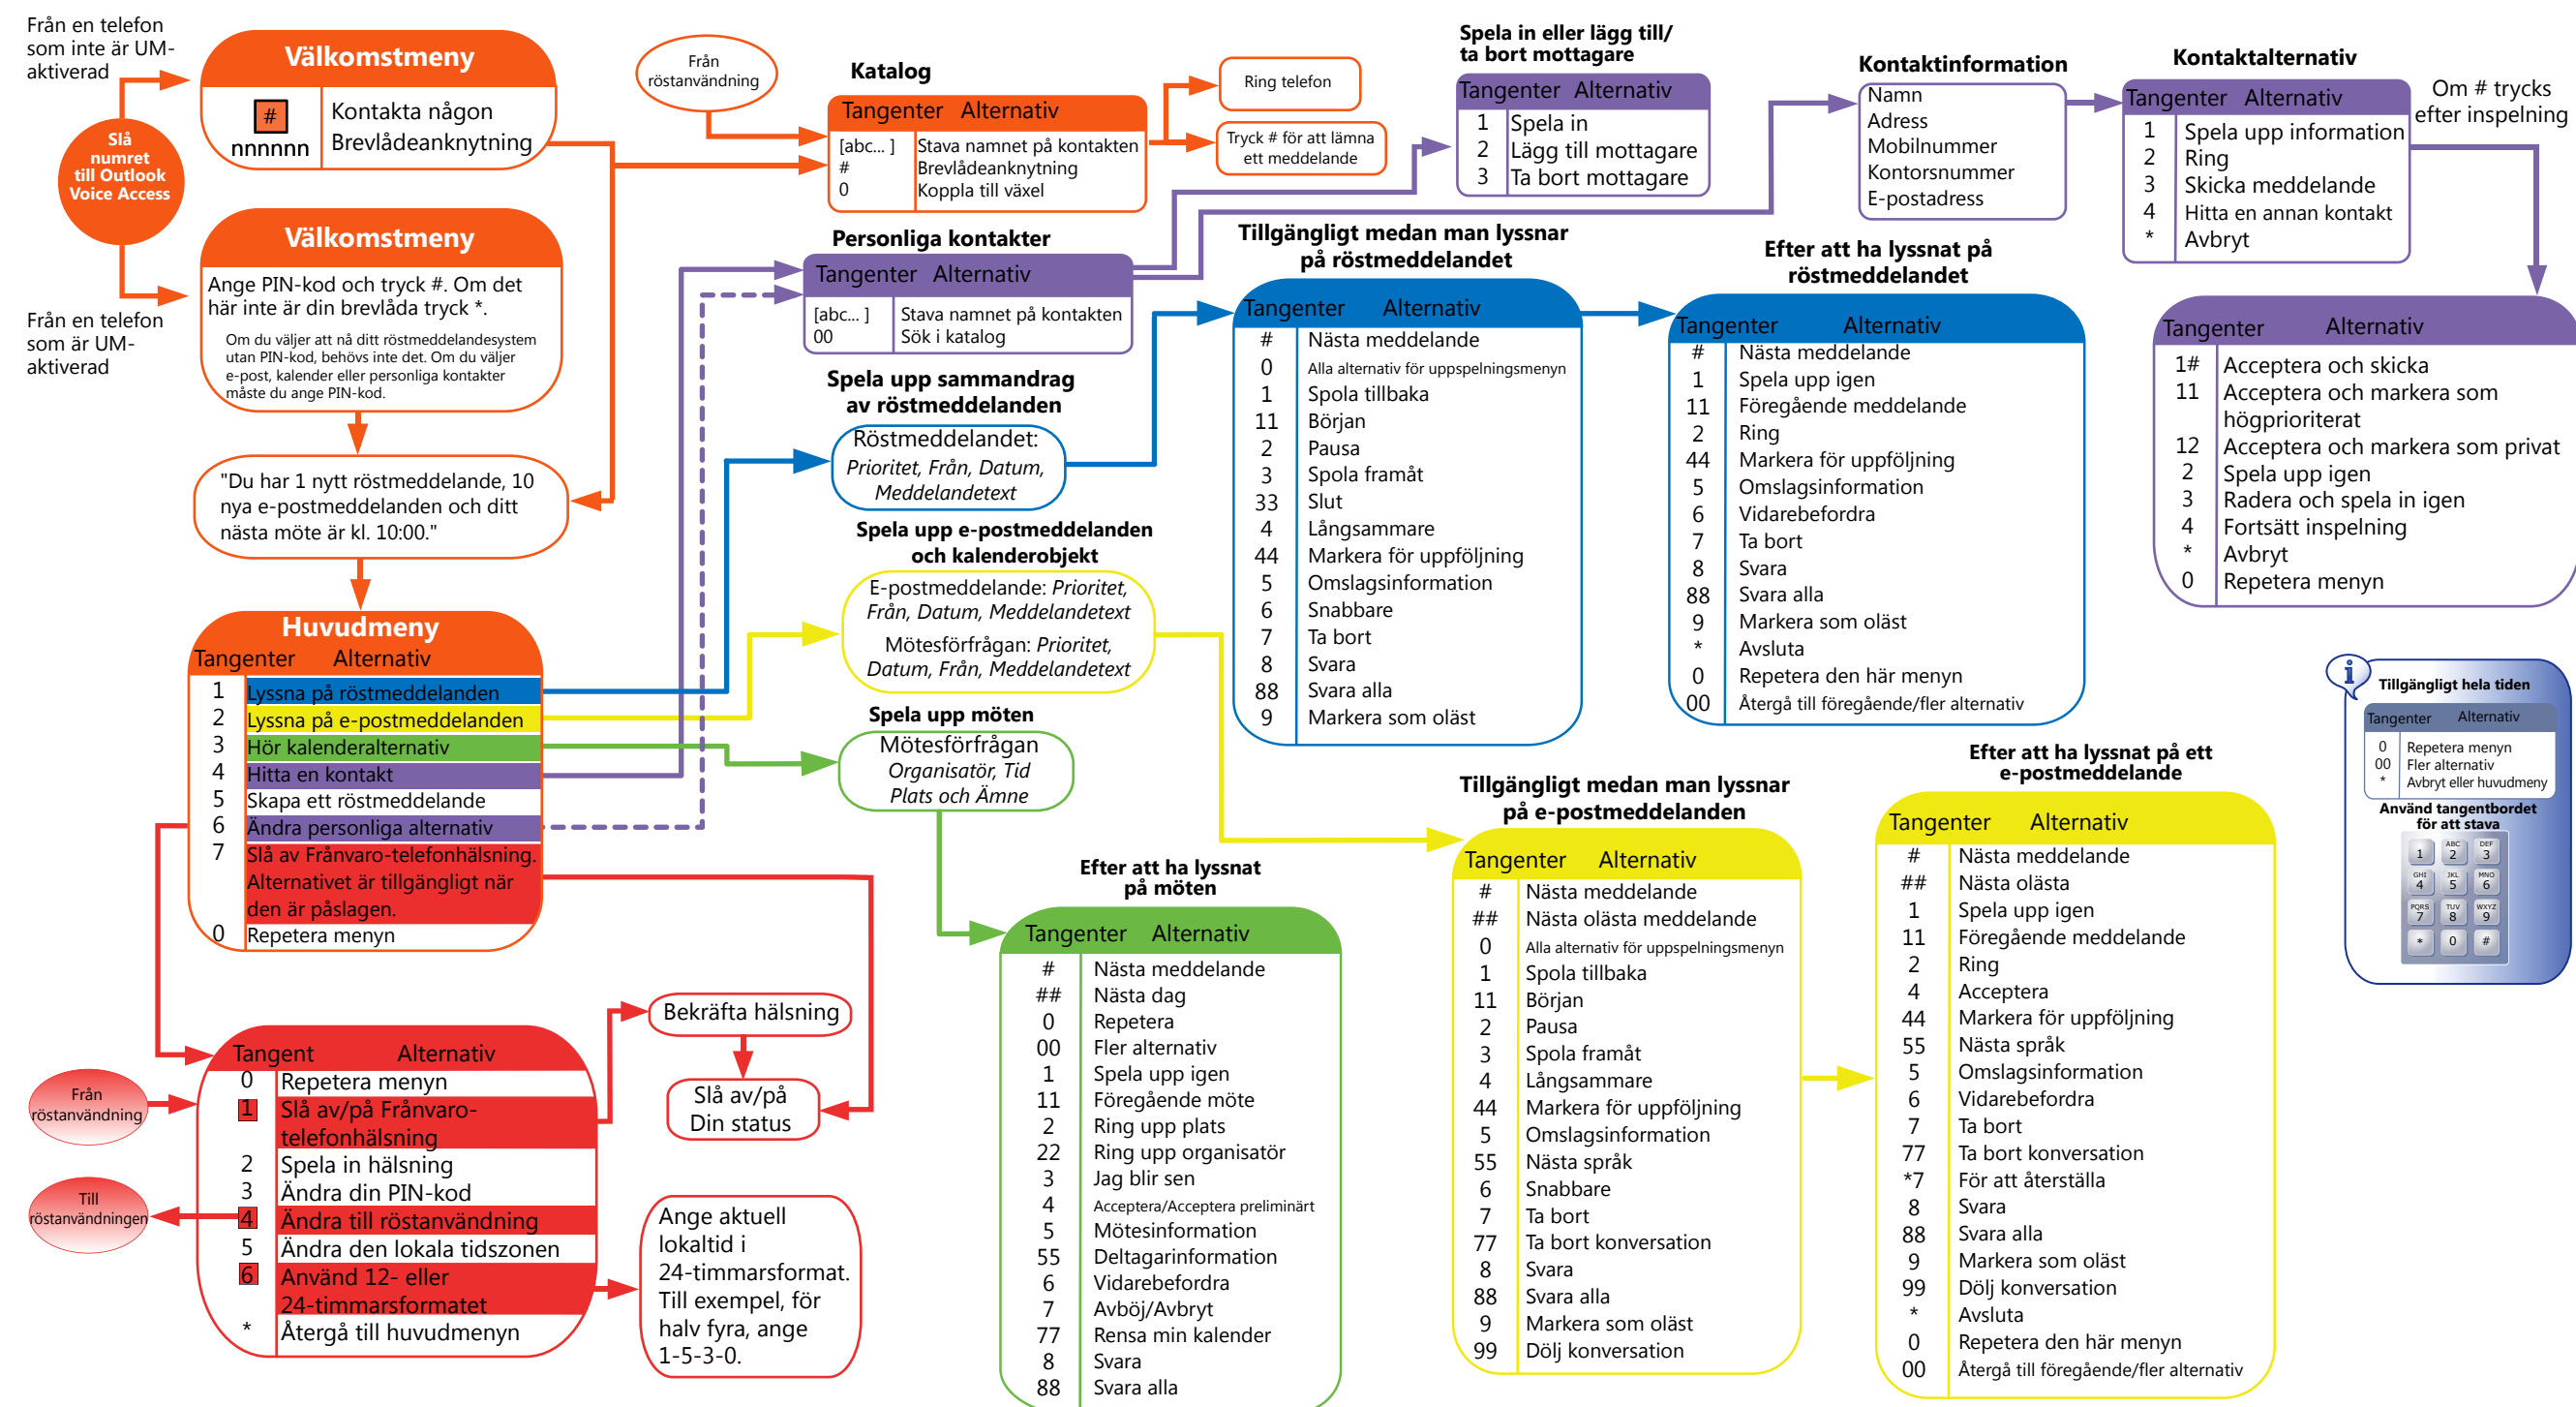 Från en telefon
som inte är UM-
aktiverad
Slå
numret
till Outlook
Voice Access
Från en telefon
som är UM-
aktiverad
Välkomstmeny
# Kontakta någon
nnnnnn Brevlådeanknytning
Välkomstmeny
Ange PIN-kod och tryck #. Om det
här inte är din brevlåda tryck *.
Om du väljer att nå ditt röstmeddelandesystem
utan PIN-kod, behövs inte det. Om du väljer
e-post, kalender eller personliga kontakter
måste du ange PIN-kod.
"Du har 1 nytt röstmeddelande, 10
nya e-postmeddelanden och ditt
nästa möte är kl. 10:00."
Huvudmeny
Tangenter Alternativ
1 Lyssna på röstmeddelanden
2 Lyssna på e-postmeddelanden
3 Hör kalenderalternativ
4 Hitta en kontakt
5 Skapa ett röstmeddelande
6 Ändra personliga alternativ
7 Slå av Frånvaro-telefonhälsning.
Alternativet är tillgängligt när
den är påslagen.
0 Repetera menyn
Från
röstanvändning
Till
röstanvändningen
Tangent Alternativ
0 Repetera menyn
1 Slå av/på Frånvaro-
telefonhälsning
2 Spela in hälsning
3 Ändra din PIN-kod
4 Ändra till röstanvändning
5 Ändra den lokala tidszonen
6 Använd 12- eller
24-timmarsformatet
* Återgå till huvudmenyn
Bekräfta hälsning
Slå av/på
Din status
Ange aktuell
lokaltid i
24-timmarsformat.
Till exempel, för
halv fyra, ange
1-5-3-0.
Från
röstanvändning
Katalog
Tangenter Alternativ
[abc... ] Stava namnet på kontakten
# Brevlådeanknytning
0 Koppla till växel
Ring telefon
Tryck # för att lämna
ett meddelande
Personliga kontakter
Tangenter Alternativ
[abc... ] Stava namnet på kontakten
00 Sök i katalog
Spela upp sammandrag
av röstmeddelanden
Röstmeddelandet:
Prioritet, Från, Datum,
Meddelandetext
Spela upp e-postmeddelanden
och kalenderobjekt
E-postmeddelande: Prioritet,
Från, Datum, Meddelandetext
Mötesförfrågan: Prioritet,
Datum, Från, Meddelandetext
Spela upp möten
Mötesförfrågan
Organisatör, Tid
Plats och Ämne
Efter att ha lyssnat
på möten
Tangenter Alternativ
# Nästa meddelande
## Nästa dag
0 Repetera
00 Fler alternativ
1 Spela upp igen
11 Föregående möte
2 Ring upp plats
22 Ring upp organisatör
3 Jag blir sen
4 Acceptera/Acceptera preliminärt
5 Mötesinformation
55 Deltagarinformation
6 Vidarebefordra
7 Avböj/Avbryt
77 Rensa min kalender
8 Svara
88 Svara alla
Spela in eller lägg till/
ta bort mottagare
Tangenter Alternativ
1 Spela in
2 Lägg till mottagare
3 Ta bort mottagare
Kontaktinformation
Namn
Adress
Mobilnummer
Kontorsnummer
E-postadress
Kontaktalternativ
Tangenter Alternativ
1 Spela upp information
2 Ring
3 Skicka meddelande
4 Hitta en annan kontakt
* Avbryt
Om # trycks
efter inspelning
Tangenter Alternativ
1# Acceptera och skicka
11 Acceptera och markera som
högprioriterat
12 Acceptera och markera som privat
2 Spela upp igen
3 Radera och spela in igen
4 Fortsätt inspelning
* Avbryt
0 Repetera menyn
Tillgängligt medan man lyssnar
på röstmeddelandet
Tangenter Alternativ
# Nästa meddelande
0 Alla alternativ för uppspelningsmenyn
1 Spola tillbaka
11 Början
2 Pausa
3 Spola framåt
33 Slut
4 Långsammare
44 Markera för uppföljning
5 Omslagsinformation
6 Snabbare
7 Ta bort
8 Svara
88 Svara alla
9 Markera som oläst
Efter att ha lyssnat på
röstmeddelandet
Tangenter Alternativ
# Nästa meddelande
1 Spela upp igen
11 Föregående meddelande
2 Ring
44 Markera för uppföljning
5 Omslagsinformation
6 Vidarebefordra
7 Ta bort
8 Svara
88 Svara alla
9 Markera som oläst
* Avsluta
0 Repetera den här menyn
00 Återgå till föregående/fler alternativ
Tillgängligt medan man lyssnar
på e-postmeddelanden
Tangenter Alternativ
# Nästa meddelande
## Nästa olästa meddelande
0 Alla alternativ för uppspelningsmenyn
1 Spola tillbaka
11 Början
2 Pausa
3 Spola framåt
4 Långsammare
44 Markera för uppföljning
5 Omslagsinformation
55 Nästa språk
6 Snabbare
7 Ta bort
77 Ta bort konversation
8 Svara
88 Svara alla
9 Markera som oläst
99 Dölj konversation
Efter att ha lyssnat på ett
e-postmeddelande
Tangenter Alternativ
# Nästa meddelande
## Nästa olästa
1 Spela upp igen
11 Föregående meddelande
2 Ring
4 Acceptera
44 Markera för uppföljning
55 Nästa språk
5 Omslagsinformation
6 Vidarebefordra
7 Ta bort
77 Ta bort konversation
*7 För att återställa
8 Svara
88 Svara alla
9 Markera som oläst
99 Dölj konversation
* Avsluta
0 Repetera den här menyn
00 Återgå till föregående/fler alternativ
i
Tillgängligt hela tiden
Tangenter Alternativ
0 Repetera menyn
00 Fler alternativ
* Avbryt eller huvudmeny
Använd tangentbordet
för att stava
1 ABC 2 DEF 3
GHI 4 JKL 5 MNO 6
PQRS 7 TUV 8 WXYZ 9
* 0 #